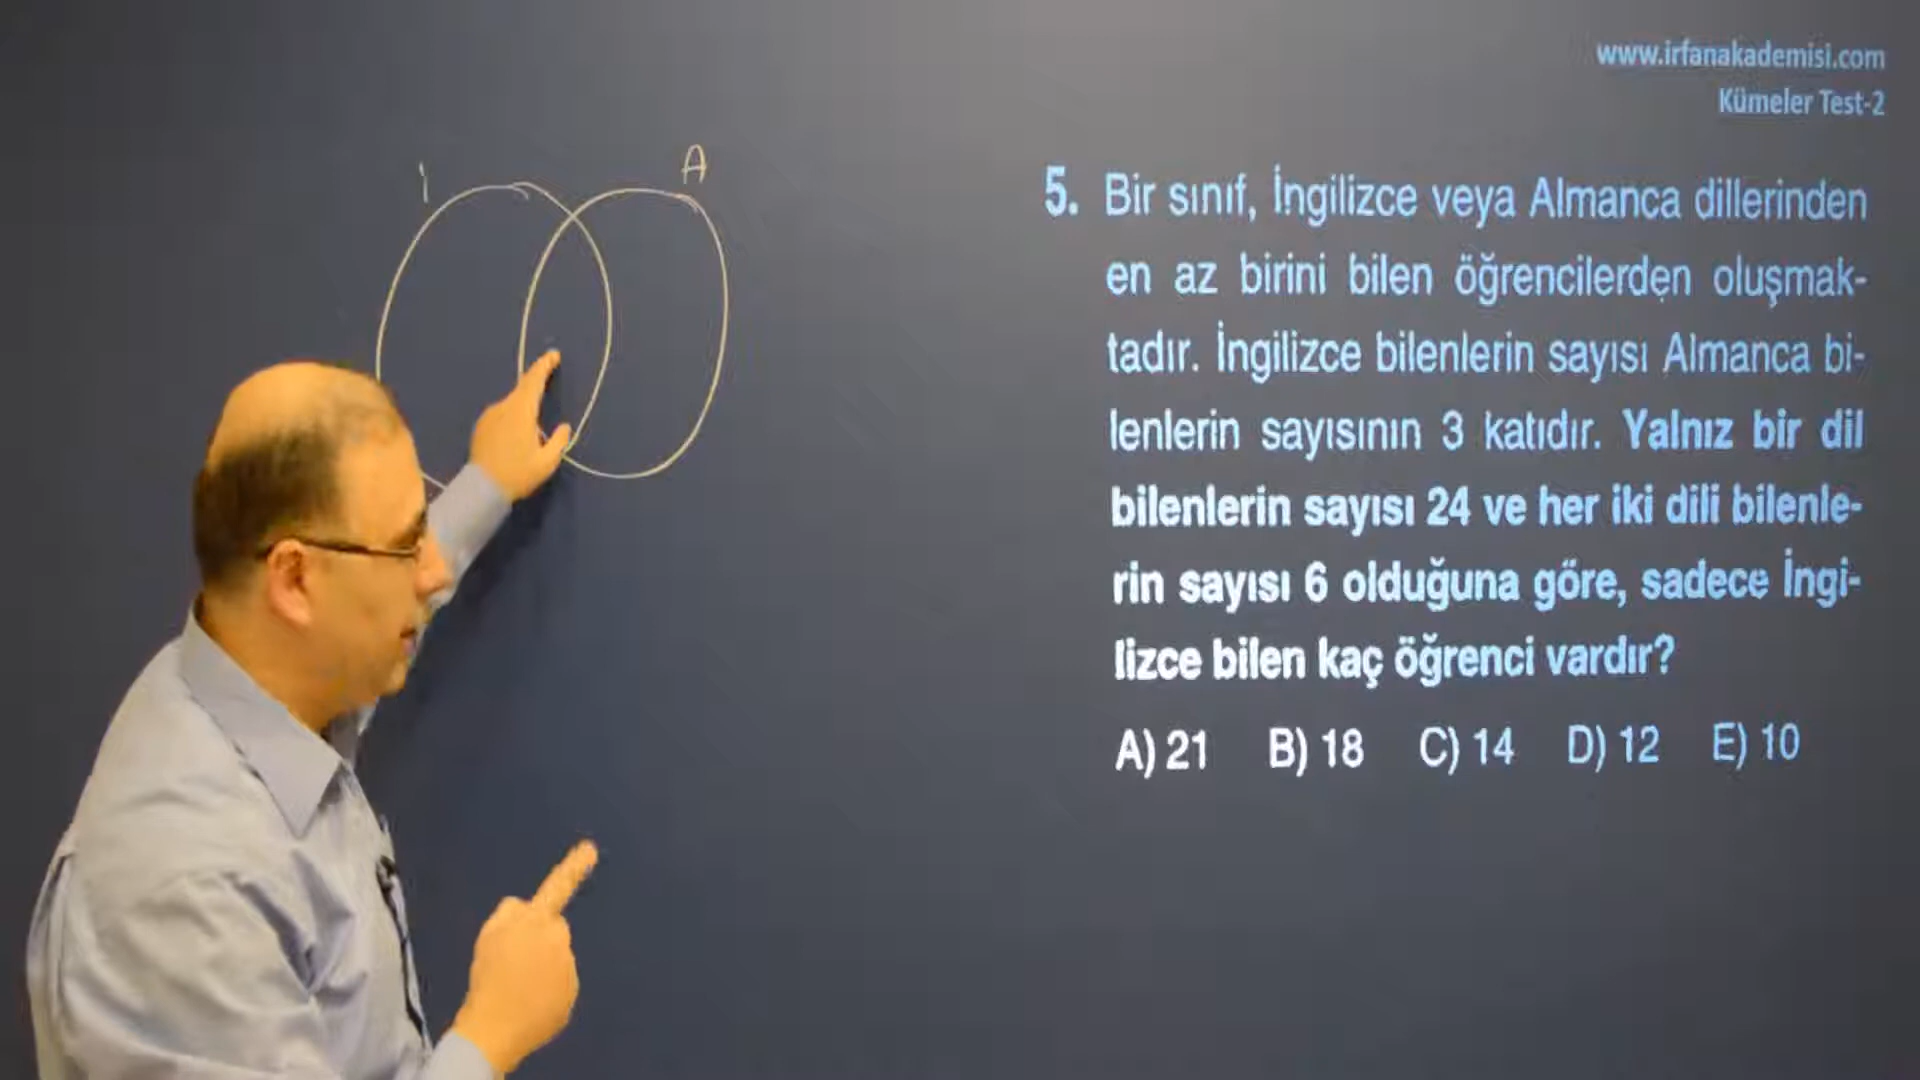 www.irfanakademisi.com
Kümeler Test-2
I
A
5. Bir sınıf, İngilizce veya Almanca dillerinden
en az birini bilen öğrencilerden oluşmak-
tadır. İngilizce bilenlerin sayısı Almanca bi-
lenlerin sayısının 3 katıdır. Yalnız bir dil
bilenlerin sayısı 24 ve her iki dili bilenle-
rin sayısı 6 olduğuna göre, sadece İngi-
lizce bilen kaç öğrenci vardır?
A) 21 B) 18 C) 14 D) 12 E) 10